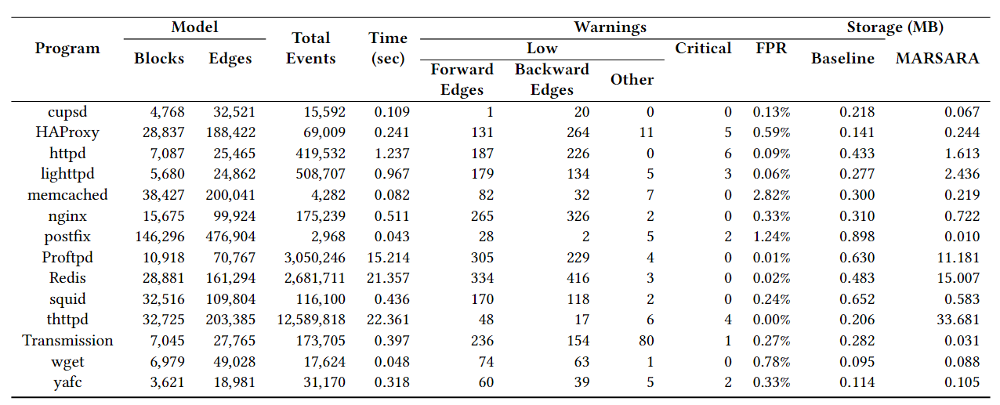 Model Warnings Storage (MB)
Program Blocks Edges Total Events Time (sec) Low Critical FPR Baseline MARSARA
Forward Edges Backward Edges Other
cupsd 4,768 32,521 15,592 0.109 1 20 0 0 0.13% 0.218 0.067
HAProxy 28,837 188,422 69,009 0.241 131 264 11 5 0.59% 0.141 0.244
httpd 7,087 25,465 419,532 1.237 187 226 0 6 0.09% 0.433 1.613
lighttpd 5,680 24,862 508,707 0.967 179 134 5 3 0.06% 0.277 2.436
memcached 38,427 200,041 4,282 0.082 82 32 7 0 2.82% 0.300 0.219
nginx 15,675 99,924 175,239 0.511 265 326 2 0 0.33% 0.310 0.722
postfix 146,296 476,904 2,968 0.043 28 2 5 2 1.24% 0.898 0.010
Proftpd 10,918 70,767 3,050,246 15.214 305 229 4 0 0.01% 0.630 11.181
Redis 28,881 161,294 2,681,711 21.357 334 416 3 0 0.02% 0.483 15.007
squid 32,516 109,804 116,100 0.436 170 118 2 0 0.24% 0.652 0.583
thttpd 32,725 203,385 12,589,818 22.361 48 17 6 4 0.00% 0.206 33.681
Transmission 7,045 27,765 173,705 0.397 236 154 80 1 0.27% 0.282 0.031
wget 6,979 49,028 17,624 0.048 74 63 1 0 0.78% 0.095 0.088
yafc 3,621 18,981 31,170 0.318 60 39 5 2 0.33% 0.114 0.105